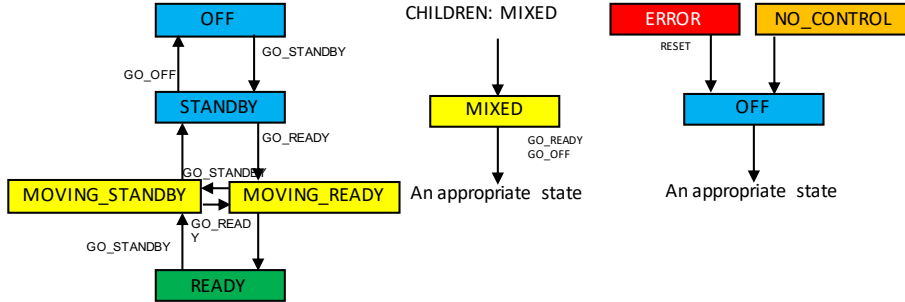 OFF
GO_OFF
GO_STANDBY
STANDBY
GO_READY
GO_STANDBY
MOVING_STANDBY
MOVING_READY
GO_READ
Y
GO_STANDBY
READY
CHILDREN: MIXED
MIXED
GO_READY
GO_OFF
An appropriate state
ERROR
NO_CONTROL
RESET
OFF
An appropriate state